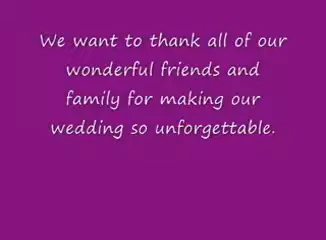 We want to thank all of our
wonderful friends and
family for making our
wedding so unforgettable.